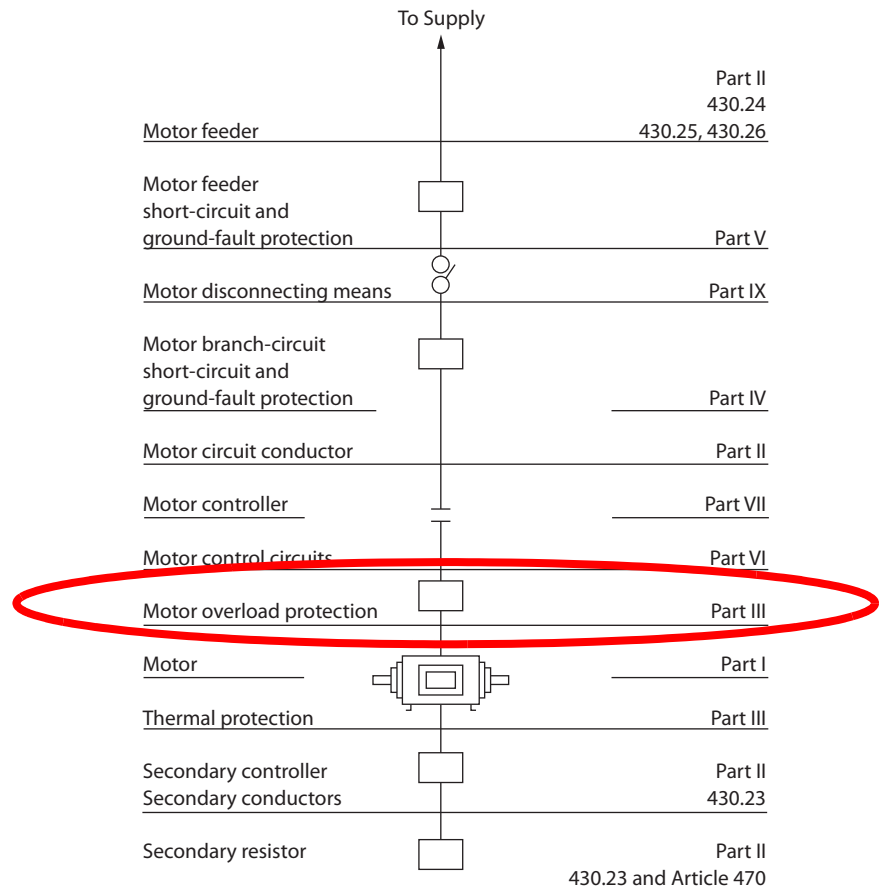 To Supply
Part II
430.24
Motor feeder 430.25, 430.26
Motor feeder
short-circuit and
ground-fault protection Part V
Motor disconnecting means Part IX
Motor branch-circuit
short-circuit and
ground-fault protection Part IV
Motor circuit conductor Part II
Motor controller Part VII
Motor control circuits Part VI
Motor overload protection Part III
Motor Part I
Thermal protection Part III
Secondary controller Part II
Secondary conductors 430.23
Secondary resistor Part II
430.23 and Article 470